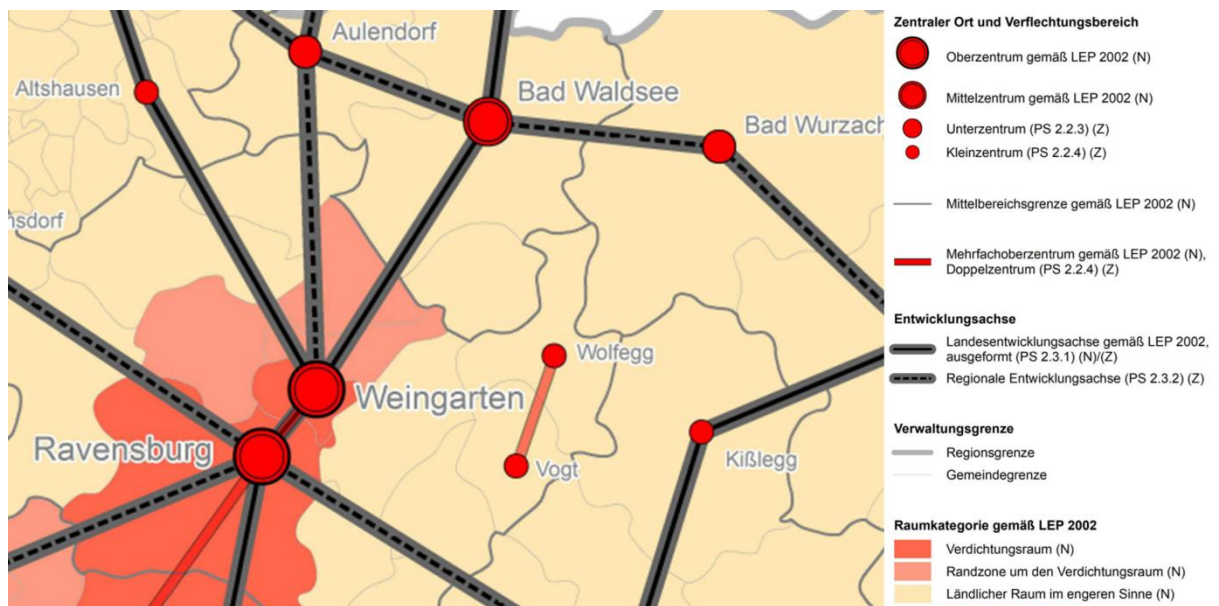 Aulendorf
Altshausen
Bad Waldsee
Bad Wurzach
nsdorf
Wolfegg
Weingarten
Ravensburg
Vogt
Kißlegg
Zentraler Ort und Verflechtungsbereich
Oberzentrum gemäß LEP 2002 (N)
Mittelzentrum gemäß LEP 2002 (N)
Unterzentrum (PS 2.2.3) (Z)
Kleinzentrum (PS 2.2.4) (Z)
Mittelbereichsgrenze gemäß LEP 2002 (N)
Mehrfachoberzentrum gemäß LEP 2002 (N),
Doppelzentrum (PS 2.2.4) (Z)
Entwicklungsachse
Landesentwicklungsachse gemäß LEP 2002,
ausgeformt (PS 2.3.1) (N)/(Z)
Regionale Entwicklungsachse (PS 2.3.2) (Z)
Verwaltungsgrenze
Regionsgrenze
Gemeindegrenze
Raumkategorie gemäß LEP 2002
Verdichtungsraum (N)
Randzone um den Verdichtungsraum (N)
Ländlicher Raum im engeren Sinne (N)